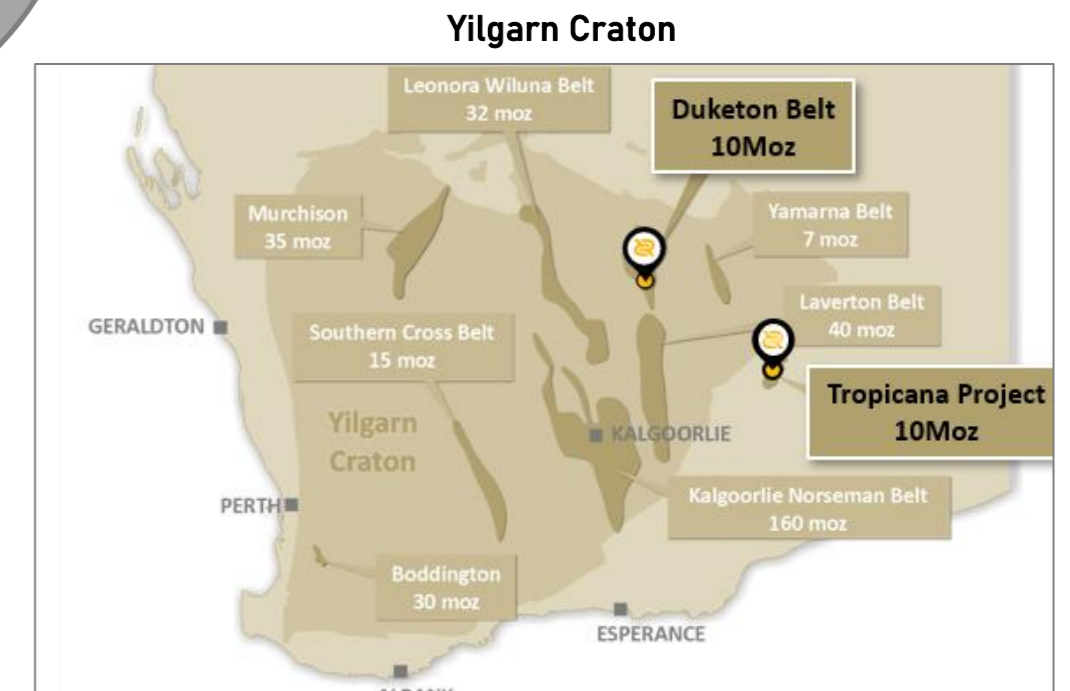 Yilgarn Craton
Leonora Wiluna Belt
32 moz
Duketon Belt
10Moz
Murchison
35 moz
Yamarna Belt
7 moz
Laverton Belt
40 moz
GERALDTON
Southern Cross Belt
15 moz
Tropicana Project
10Moz
Yilgarn
Craton
KALGOORLIE
PERTH
Kalgoorlie Norseman Belt
160 moz
Boddington
30 moz
ESPERANCE